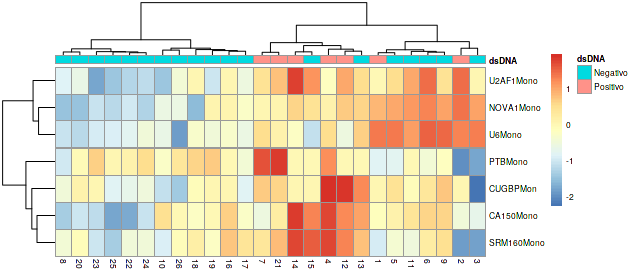 dsDNA
dsDNA
Negativo
Positivo
U2AF1Mono
NOVA1Mono
U6Mono
PTBMono
CUGBPMon
CA150Mono
SRM160Mono
1
0
-1
-2
8 20 23 25 22 24 10 26 18 19 16 17 7 21 14 15 4 12 13 1 5 11 6 9 2 3